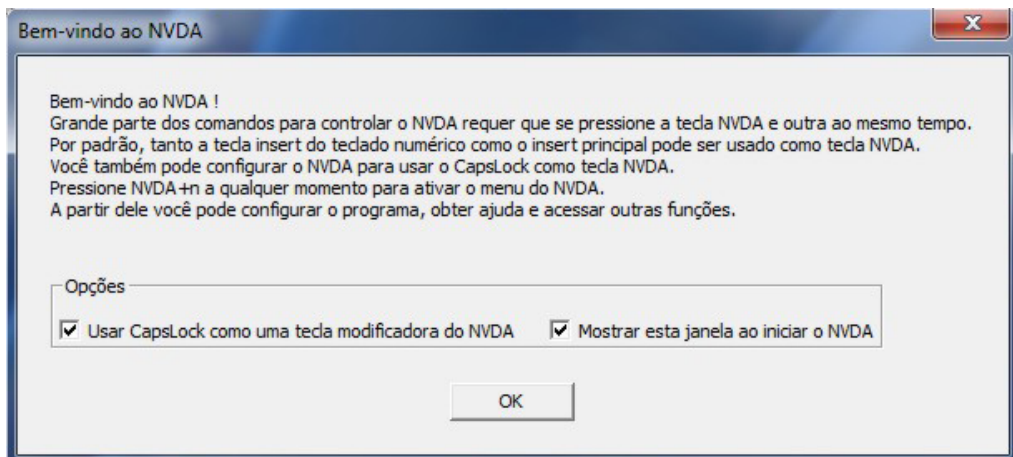 Bem-vindo ao NVDA
Bem-vindo ao NVDA !
Grande parte dos comandos para controlar o NVDA requer que se pressione a tecla NVDA e outra ao mesmo tempo.
Por padrão, tanto a tecla insert do teclado numérico como o insert principal pode ser usado como tecla NVDA.
Você também pode configurar o NVDA para usar o CapsLock como tecla NVDA.
Pressione NVDA+n a qualquer momento para ativar o menu do NVDA.
A partir dele você pode configurar o programa, obter ajuda e acessar outras funções.
Opções
Usar CapsLock como uma tecla modificadora do NVDA Mostrar esta janela ao iniciar o NVDA
OK